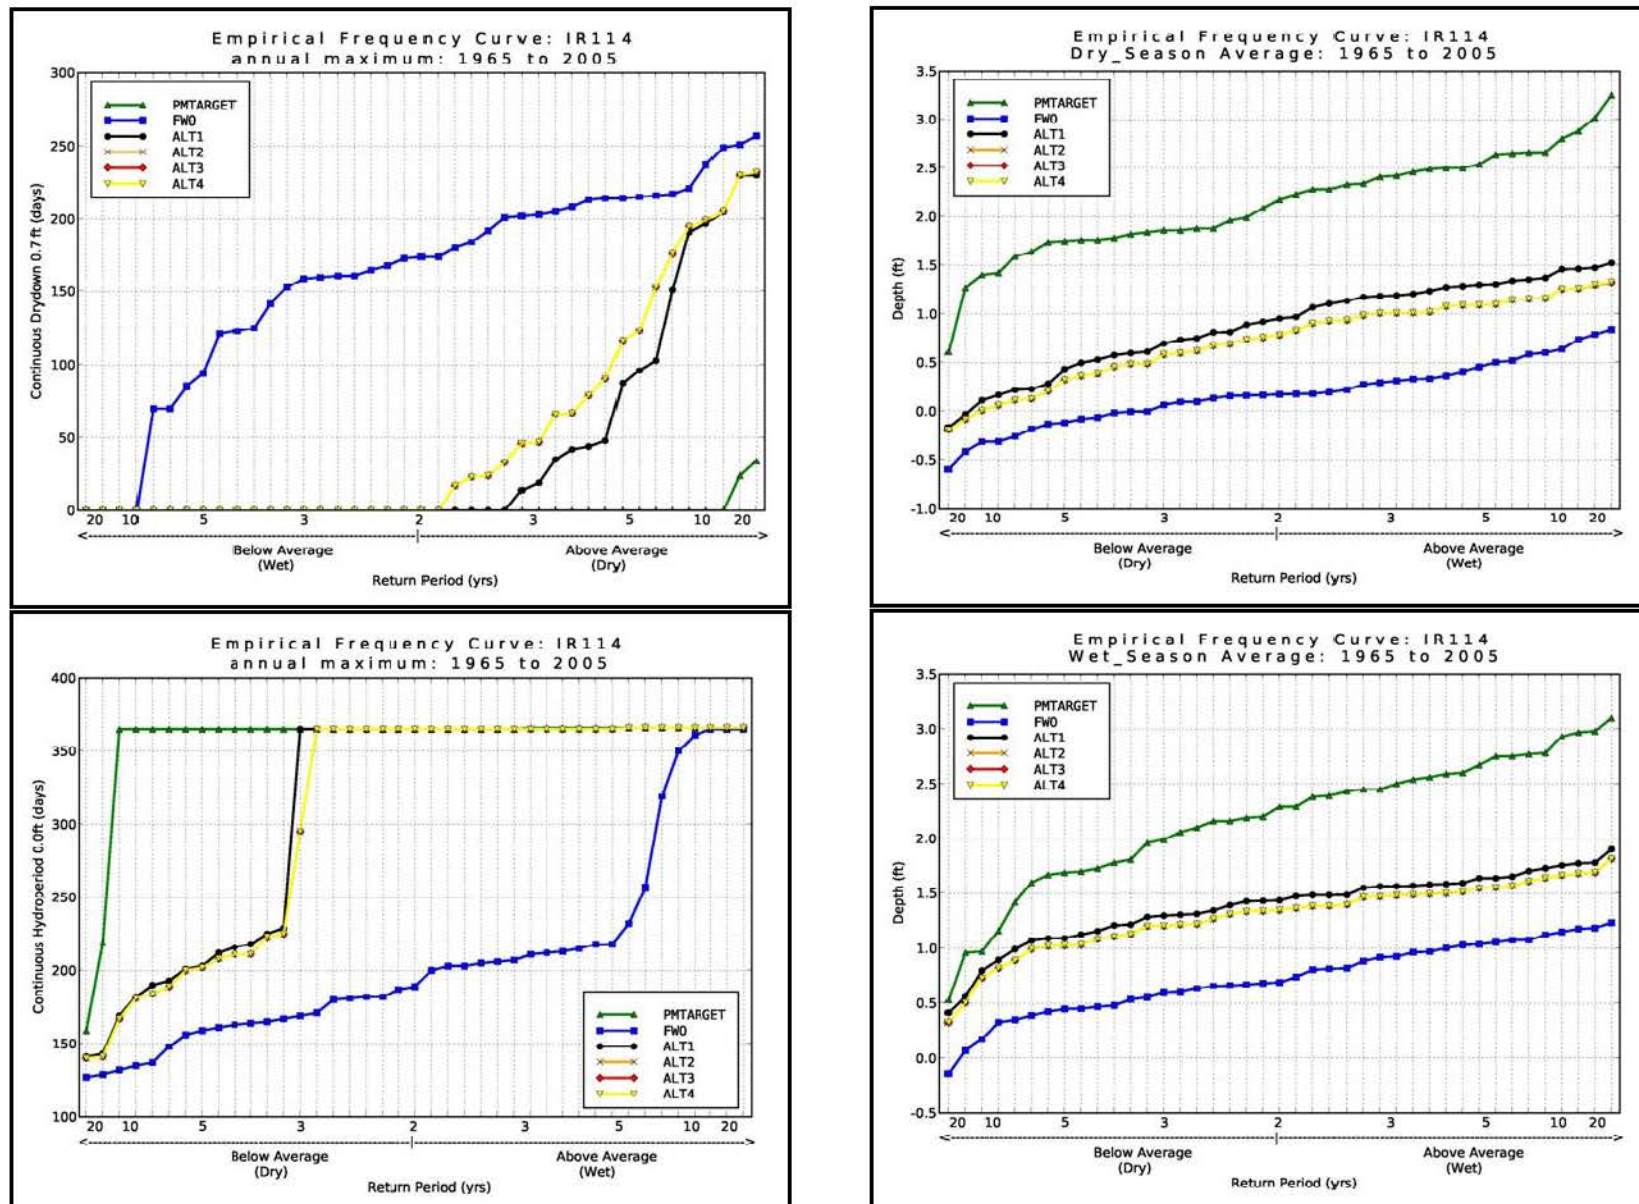 Empirical Frequency Curve: IR114
annual maximum: 1965 to 2005
300
250
200
150
100
50
0
Continuous Drydown 0.7 ft (days)
PMTARGET
FWO
ALT1
ALT2
ALT3
ALT4
20 10 5 3 2 3 5 10 20
Below Average Above Average
(Wet) (Dry)
Return Period (yrs)
Empirical Frequency Curve: IR114
Dry_Season Average: 1965 to 2005
3.5
3.0
2.5
2.0
1.5
1.0
0.5
0.0
-0.5
-1.0
Depth (ft)
PMTARGET
FWO
ALT1
ALT2
ALT3
ALT4
20 10 5 3 2 3 5 10 20
Below Average Above Average
(Dry) (Wet)
Return Period (yrs)
Empirical Frequency Curve: IR114
annual maximum: 1965 to 2005
400
350
300
250
200
150
100
Continuous Hydroperiod 0.0ft (days)
PMTARGET
FWO
ALT1
ALT2
ALT3
ALT4
20 10 5 3 2 3 5 10 20
Below Average Above Average
(Dry) (Wet)
Return Period (yrs)
Empirical Frequency Curve: IR114
Wet_Season Average: 1965 to 2005
3.5
3.0
2.5
2.0
1.5
1.0
0.5
0.0
-0.5
Depth (ft)
PMTARGET
FWO
ALT1
ALT2
ALT3
ALT4
20 10 5 3 2 3 5 10 20
Below Average Above Average
(Dry) (Wet)
Return Period (yrs)